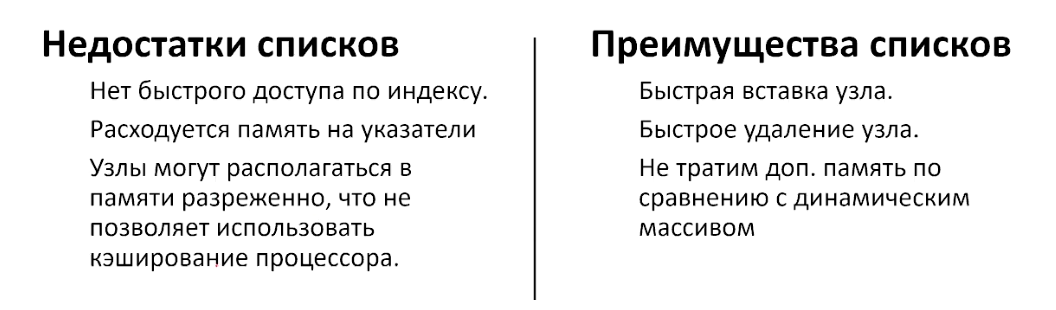 Недостатки списков
Нет быстрого доступа по индексу.
Расходуется память на указатели
Узлы могут располагаться в
памяти разреженно, что не
позволяет использовать
кэширование процессора.
Преимущества списков
Быстрая вставка узла.
Быстрое удаление узла.
Не тратим доп. память по
сравнению с динамическим
массивом